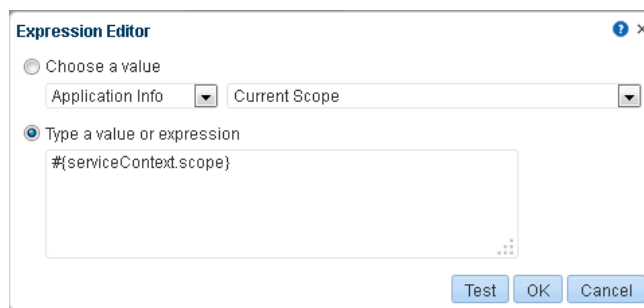 Expression Editor
Choose a value
Application Info Current Scope
Type a value or expression
#{serviceContext.scope}
Test OK Cancel